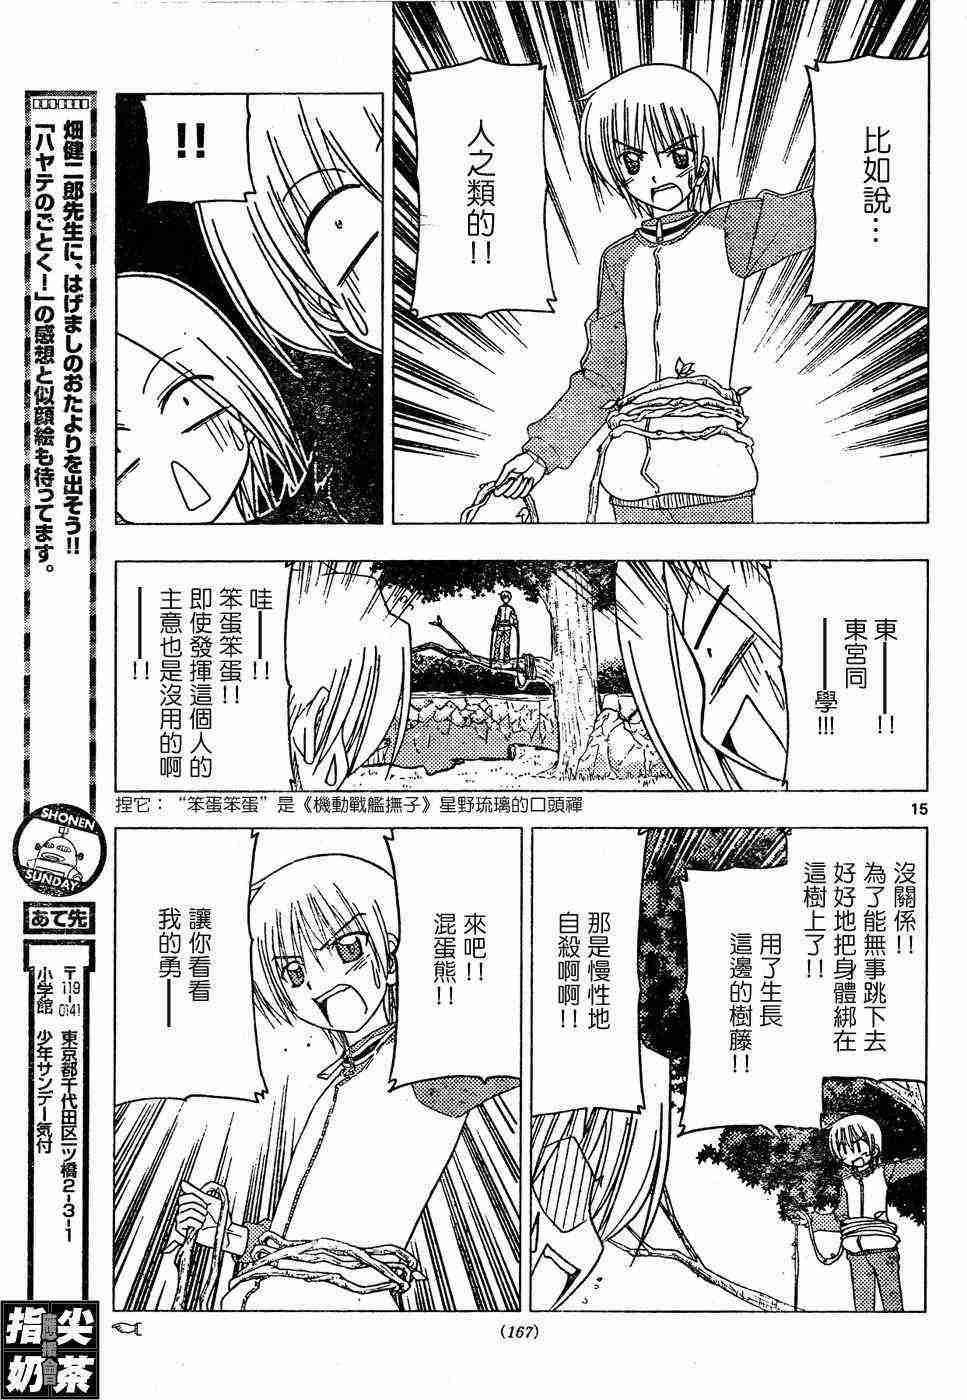 比如說…
人之類的!!
!!
東——!!
東宮同
——學!!!
哇——!!
笨蛋笨蛋!!
即使發揮這個人的
主意也是沒用的啊
——!!
捏它：“笨蛋笨蛋”是《機動戰艦撫子》星野琉璃的口頭禪
15
沒關係!!
為了能無事跳下去
好好地把身體綁在
這樹上了!!
用了生長
這邊的樹藤!!
那是慢性地
自殺啊啊!!
來吧!!
混蛋熊!!
讓你看看
我的勇——
(167)
畑健二郎先生に、はげましのおたよりを出そう!!
「ハヤテのごとく!」の感想と似顔絵も待ってます。
SHONEN
SUNDAY
あて先
〒119-0141 東京都千代田区一ツ橋2-3-1
小学館 少年サンデー気付
指尖
奶茶
應援會